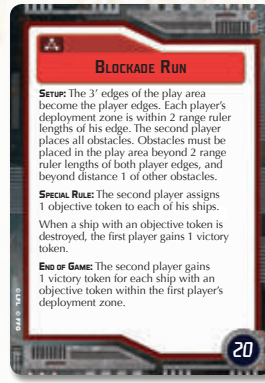 BLOCKADE RUN
SETUP: The 3’ edges of the play area
become the player edges. Each player’s
deployment zone is within 2 range ruler
lengths of his edge. The second player
places all obstacles. Obstacles must be
placed in the play area beyond 2 range
ruler lengths of both player edges, and
beyond distance 1 of other obstacles.
SPECIAL RULE: The second player assigns
1 objective token to each of his ships.
When a ship with an objective token is
destroyed, the first player gains 1 victory
token.
END OF GAME: The second player gains
1 victory token for each ship with an
objective token within the first player’s
deployment zone.
©LFL ©FFG
20